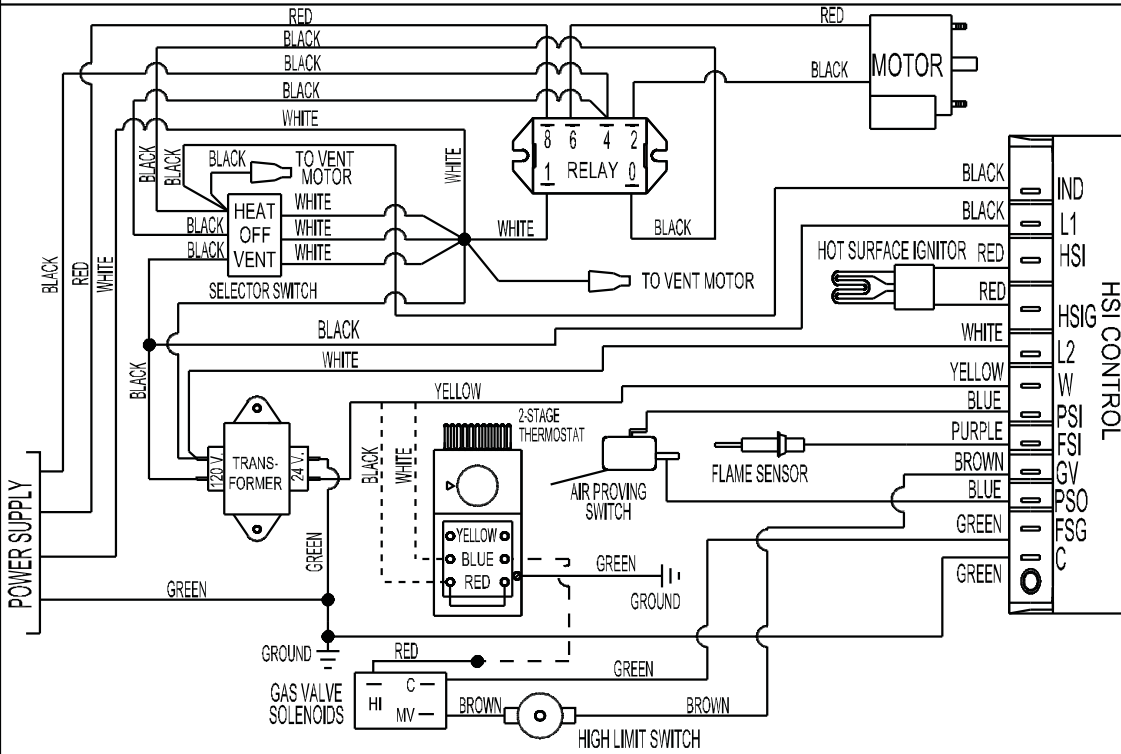 RED
RED
BLACK
BLACK
BLACK
BLACK
MOTOR
WHITE
8
6
4
2
RELAY
1
0
BLACK
BLACK
BLACK
TO VENT
MOTOR
WHITE
BLACK
IND
HEAT
OFF
VENT
WHITE
WHITE
WHITE
BLACK
BLACK
WHITE
BLACK
BLACK
L1
HOT SURFACE IGNITOR
RED
HSI
RED
HSIG
HSI CONTROL
BLACK
RED
WHITE
SELECTOR SWITCH
TO VENT MOTOR
BLACK
WHITE
WHITE
L2
BLACK
YELLOW
YELLOW
W
2-STAGE
THERMOSTAT
BLUE
PSI
PURPLE
FSI
BLACK
WHITE
FLAME SENSOR
BROWN
GV
120 V.
TRANS-
FORMER
24 V.
AIR PROVING
SWITCH
BLUE
PSO
GREEN
FSG
YELLOW
BLUE
RED
GREEN
C
GREEN
POWER SUPPLY
GREEN
GREEN
GROUND
GROUND
RED
GREEN
GAS VALVE
SOLENOIDS
HI
C
MV
BROWN
BROWN
HIGH LIMIT SWITCH